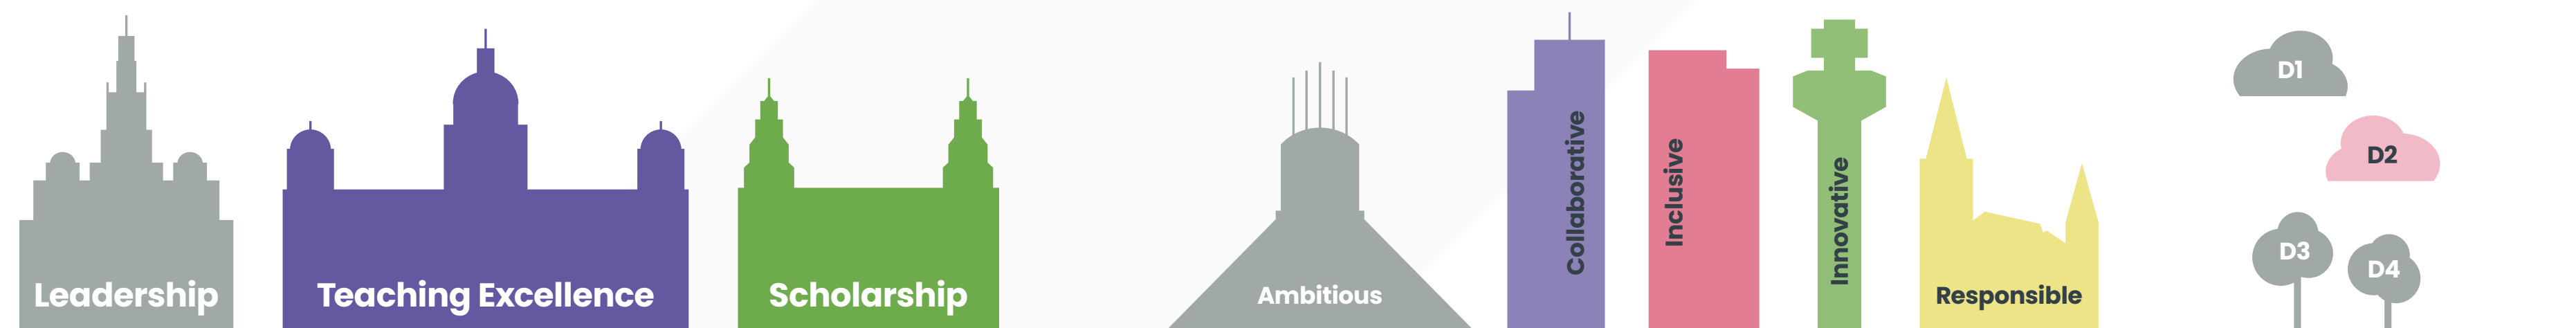 Leadership
Teaching Excellence
Scholarship
Ambitious
Collaborative
Inclusive
Innovative
Responsible
D1
D2
D3
D4